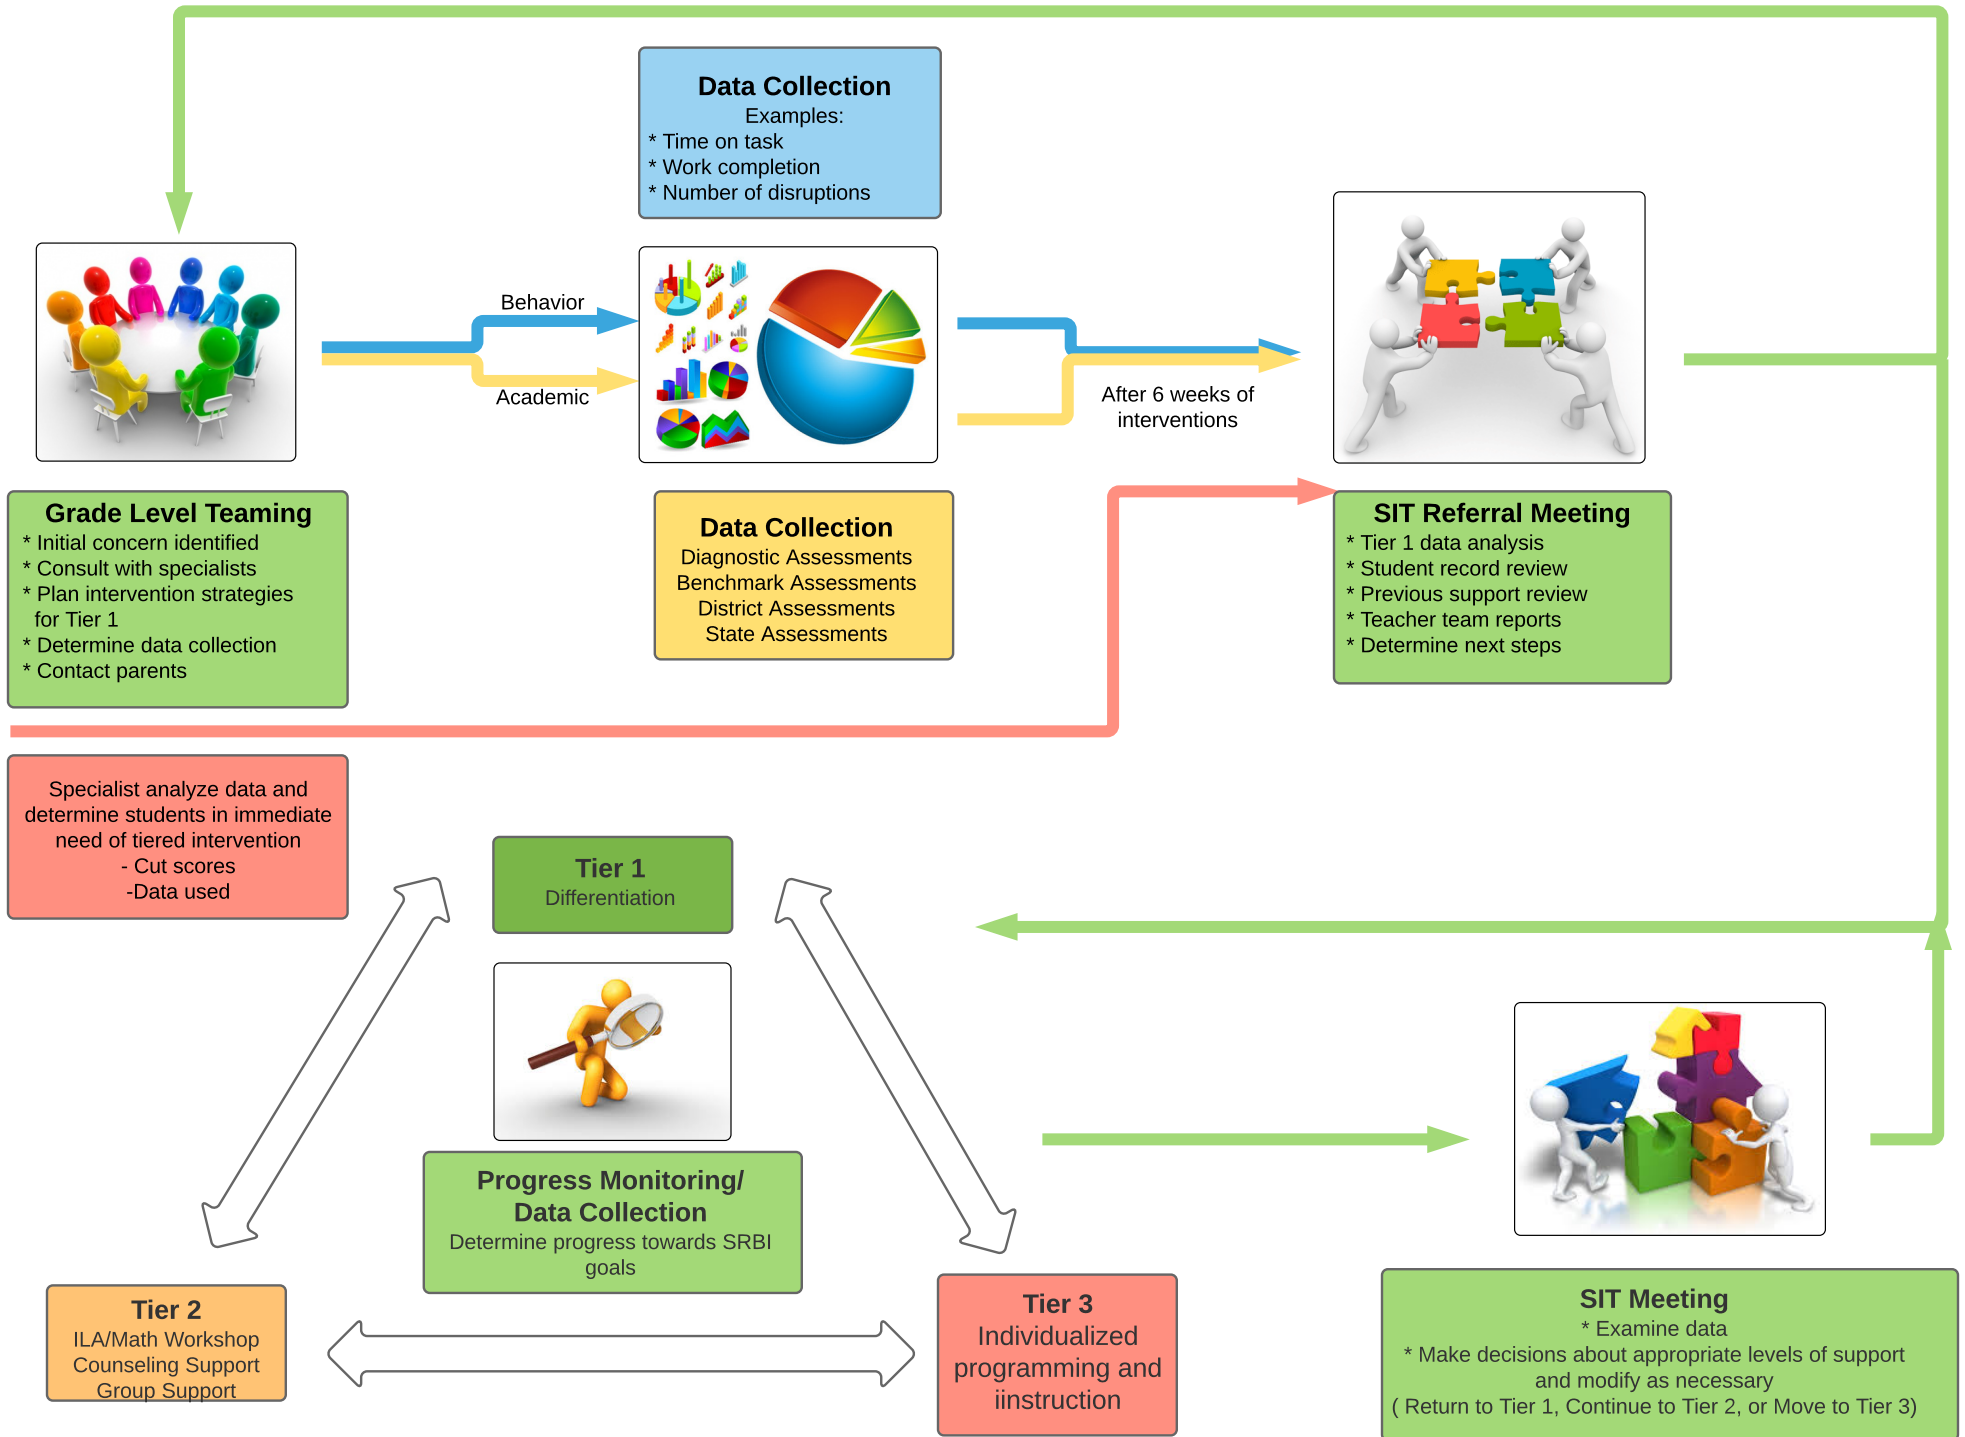 Data Collection
Examples:
* Time on task
* Work completion
* Number of disruptions
Behavior
Academic
After 6 weeks of
interventions
Grade Level Teaming
* Initial concern identified
* Consult with specialists
* Plan intervention strategies
for Tier 1
* Determine data collection
* Contact parents
Data Collection
Diagnostic Assessments
Benchmark Assessments
District Assessments
State Assessments
SIT Referral Meeting
* Tier 1 data analysis
* Student record review
* Previous support review
* Teacher team reports
* Determine next steps
Specialist analyze data and
determine students in immediate
need of tiered intervention
- Cut scores
-Data used
Tier 1
Differentiation
Progress Monitoring/
Data Collection
Determine progress towards SRBI
goals
Tier 2
ILA/Math Workshop
Counseling Support
Group Support
Tier 3
Individualized
programming and
iinstruction
SIT Meeting
* Examine data
* Make decisions about appropriate levels of support
and modify as necessary
( Return to Tier 1, Continue to Tier 2, or Move to Tier 3)